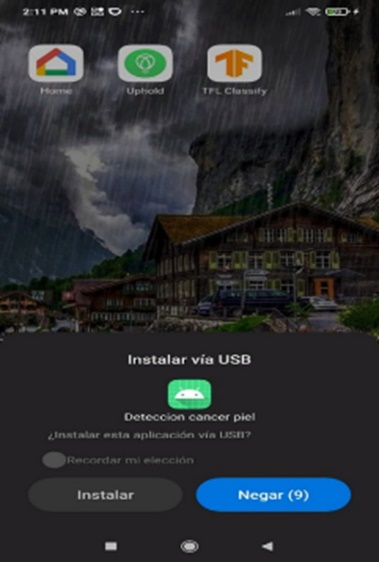 2:11 PM
Home
Uphold
TFL Classify
Instalar vía USB
Deteccion cancer piel
¿Instalar esta aplicación vía USB?
Recordar mi elección
Instalar
Negar (9)